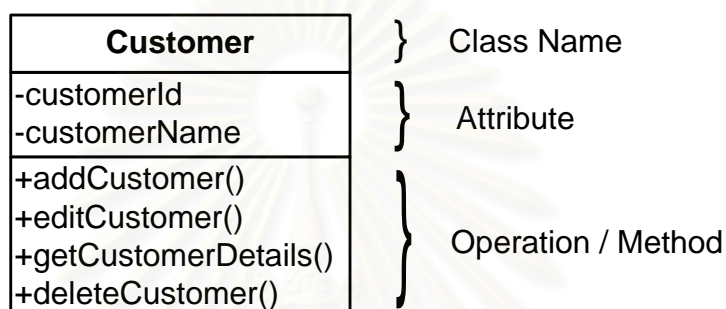 Customer } Class Name
-customerId
-customerName
} Attribute
+addCustomer()
+editCustomer()
+getCustomerDetails()
+deleteCustomer()
} Operation / Method